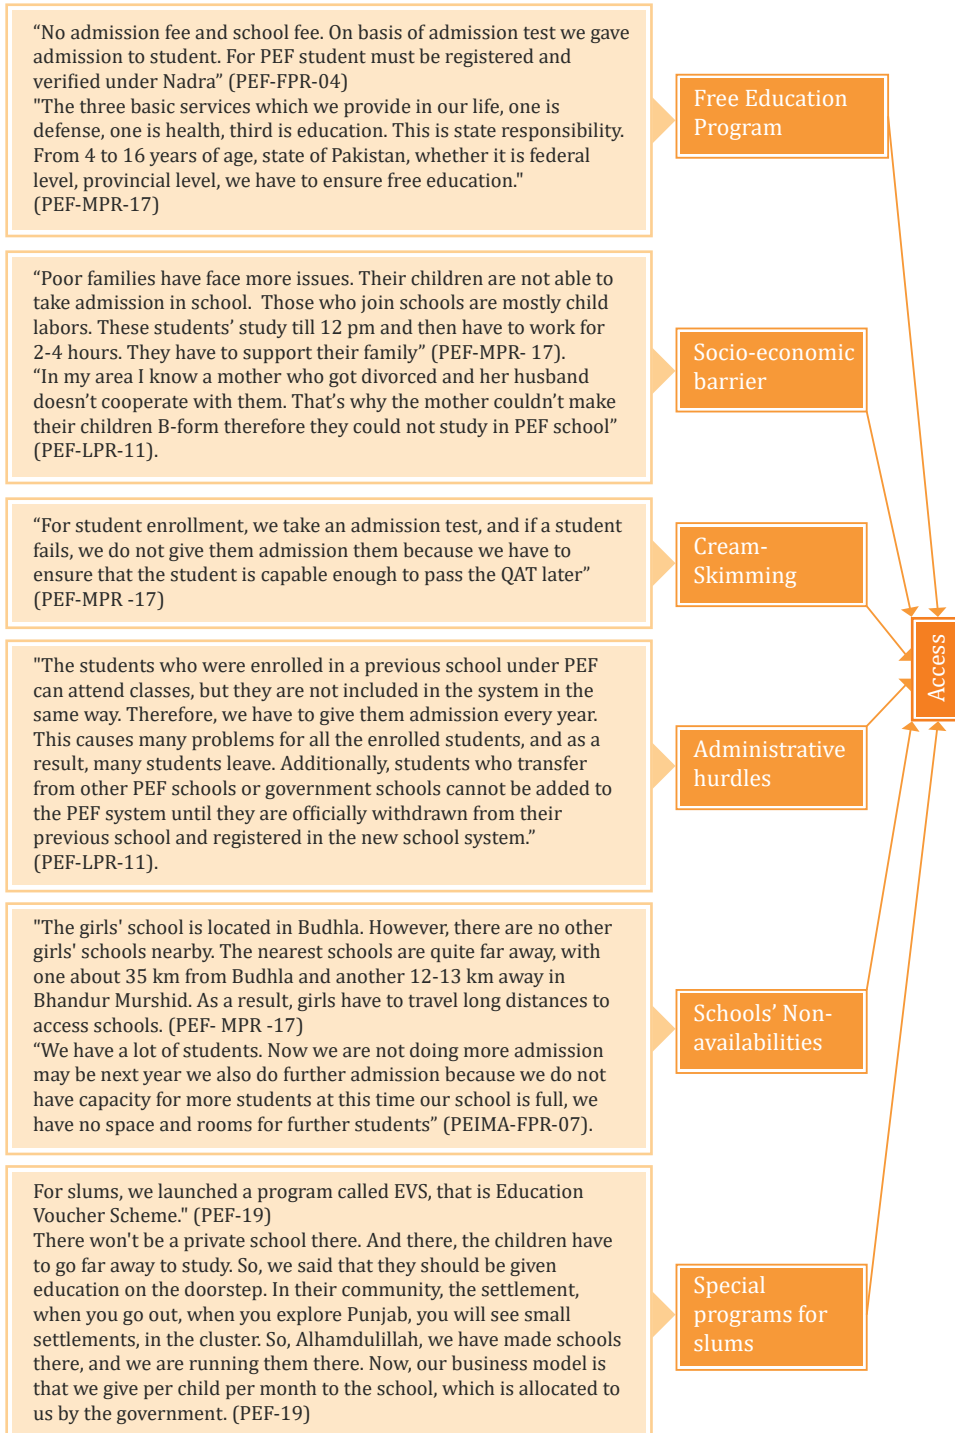 “No admission fee and school fee. On basis of admission test we gave
admission to student. For PEF student must be registered and
verified under Nadra” (PEF-FPR-04)
"The three basic services which we provide in our life, one is
defense, one is health, third is education. This is state responsibility.
From 4 to 16 years of age, state of Pakistan, whether it is federal
level, provincial level, we have to ensure free education."
(PEF-MPR-17)
Free Education
Program
“Poor families have face more issues. Their children are not able to
take admission in school.  Those who join schools are mostly child
labors. These students’ study till 12 pm and then have to work for
2-4 hours. They have to support their family” (PEF-MPR- 17).
“In my area I know a mother who got divorced and her husband
doesn’t cooperate with them. That’s why the mother couldn’t make
their children B-form therefore they could not study in PEF school”
(PEF-LPR-11).
Socio-economic
barrier
“For student enrollment, we take an admission test, and if a student
fails, we do not give them admission them because we have to
ensure that the student is capable enough to pass the QAT later”
(PEF-MPR -17)
Cream-
Skimming
"The students who were enrolled in a previous school under PEF
can attend classes, but they are not included in the system in the
same way. Therefore, we have to give them admission every year.
This causes many problems for all the enrolled students, and as a
result, many students leave. Additionally, students who transfer
from other PEF schools or government schools cannot be added to
the PEF system until they are officially withdrawn from their
previous school and registered in the new school system.”
(PEF-LPR-11).
Administrative
hurdles
"The girls' school is located in Budhla. However, there are no other
girls' schools nearby. The nearest schools are quite far away, with
one about 35 km from Budhla and another 12-13 km away in
Bhandur Murshid. As a result, girls have to travel long distances to
access schools. (PEF- MPR -17)
“We have a lot of students. Now we are not doing more admission
may be next year we also do further admission because we do not
have capacity for more students at this time our school is full, we
have no space and rooms for further students” (PEIMA-FPR-07).
Schools’ Non-
availabilities
For slums, we launched a program called EVS, that is Education
Voucher Scheme." (PEF-19)
There won't be a private school there. And there, the children have
to go far away to study. So, we said that they should be given
education on the doorstep. In their community, the settlement,
when you go out, when you explore Punjab, you will see small
settlements, in the cluster. So, Alhamdulillah, we have made schools
there, and we are running them there. Now, our business model is
that we give per child per month to the school, which is allocated to
us by the government. (PEF-19)
Special
programs for
slums
Access